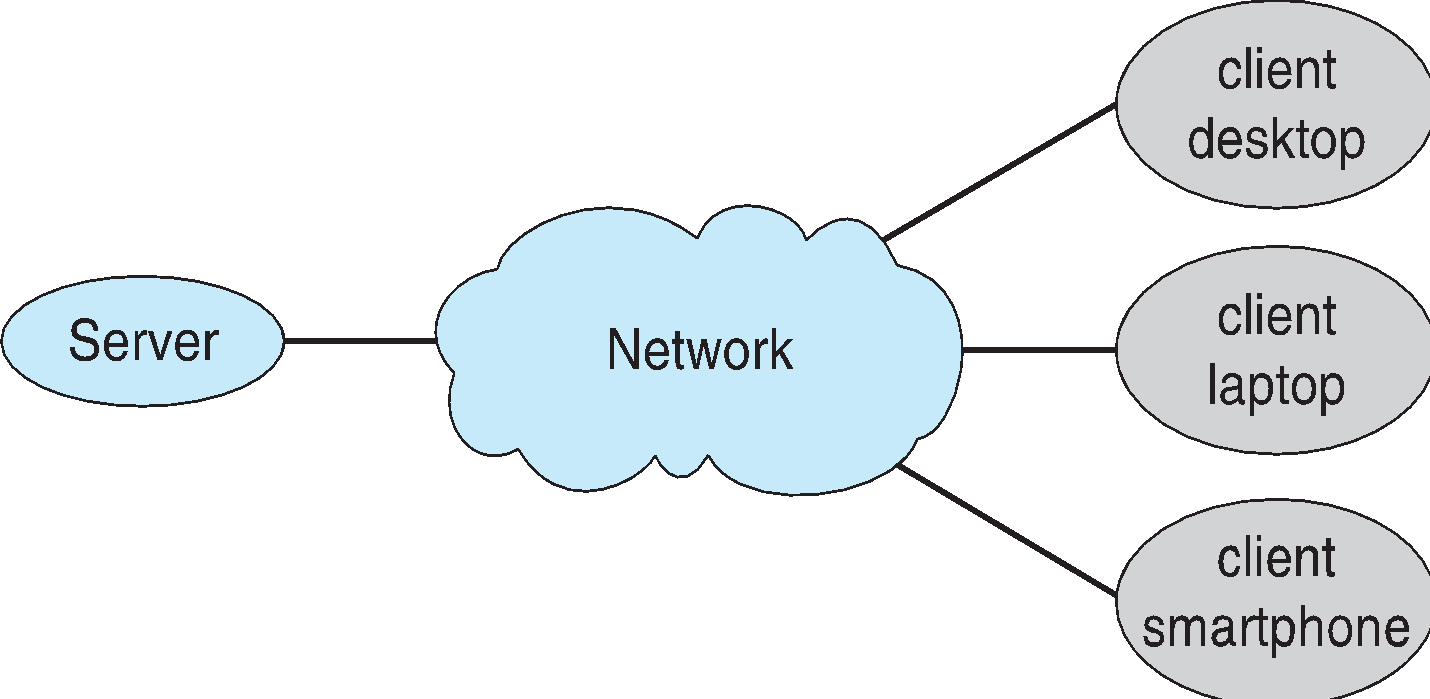 Server
Network
client
desktop
client
laptop
client
smartphone